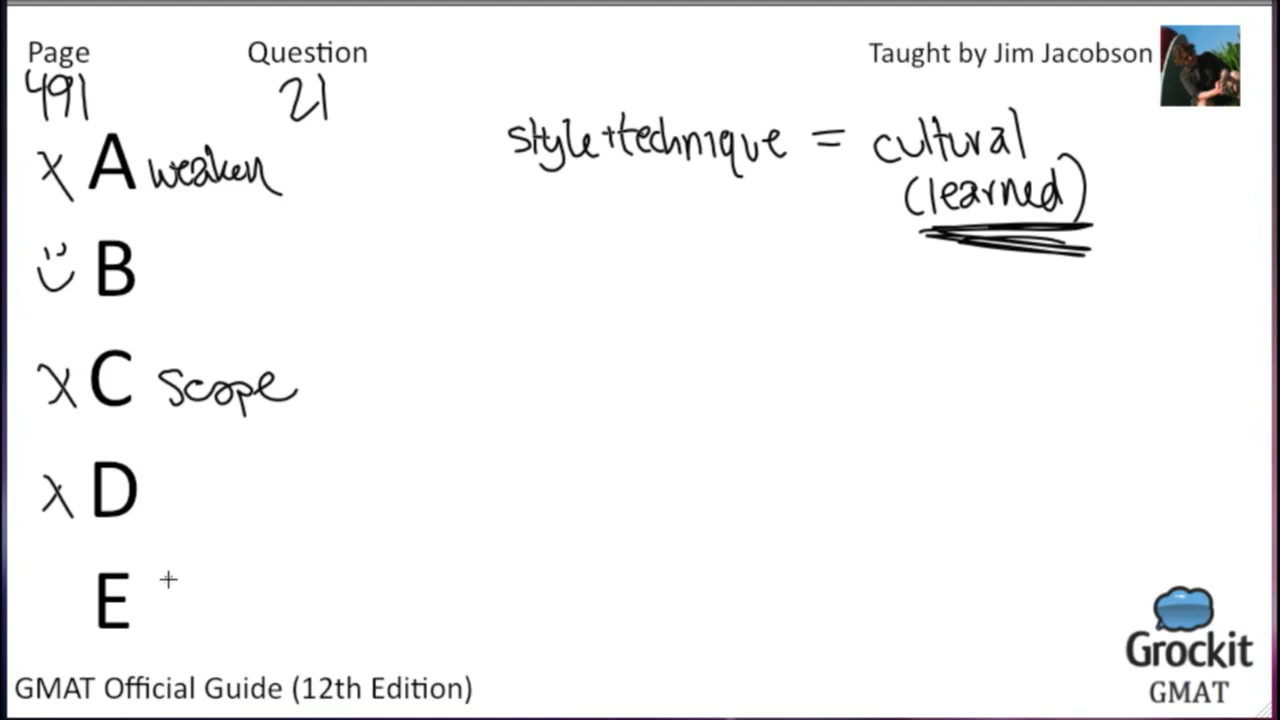 Page Question Taught by Jim Jacobson
491 21
style + technique = cultural
(learned)
X A weaken
B
X C Scope
X D
E
GMAT Official Guide (12th Edition)
Grockit
GMAT